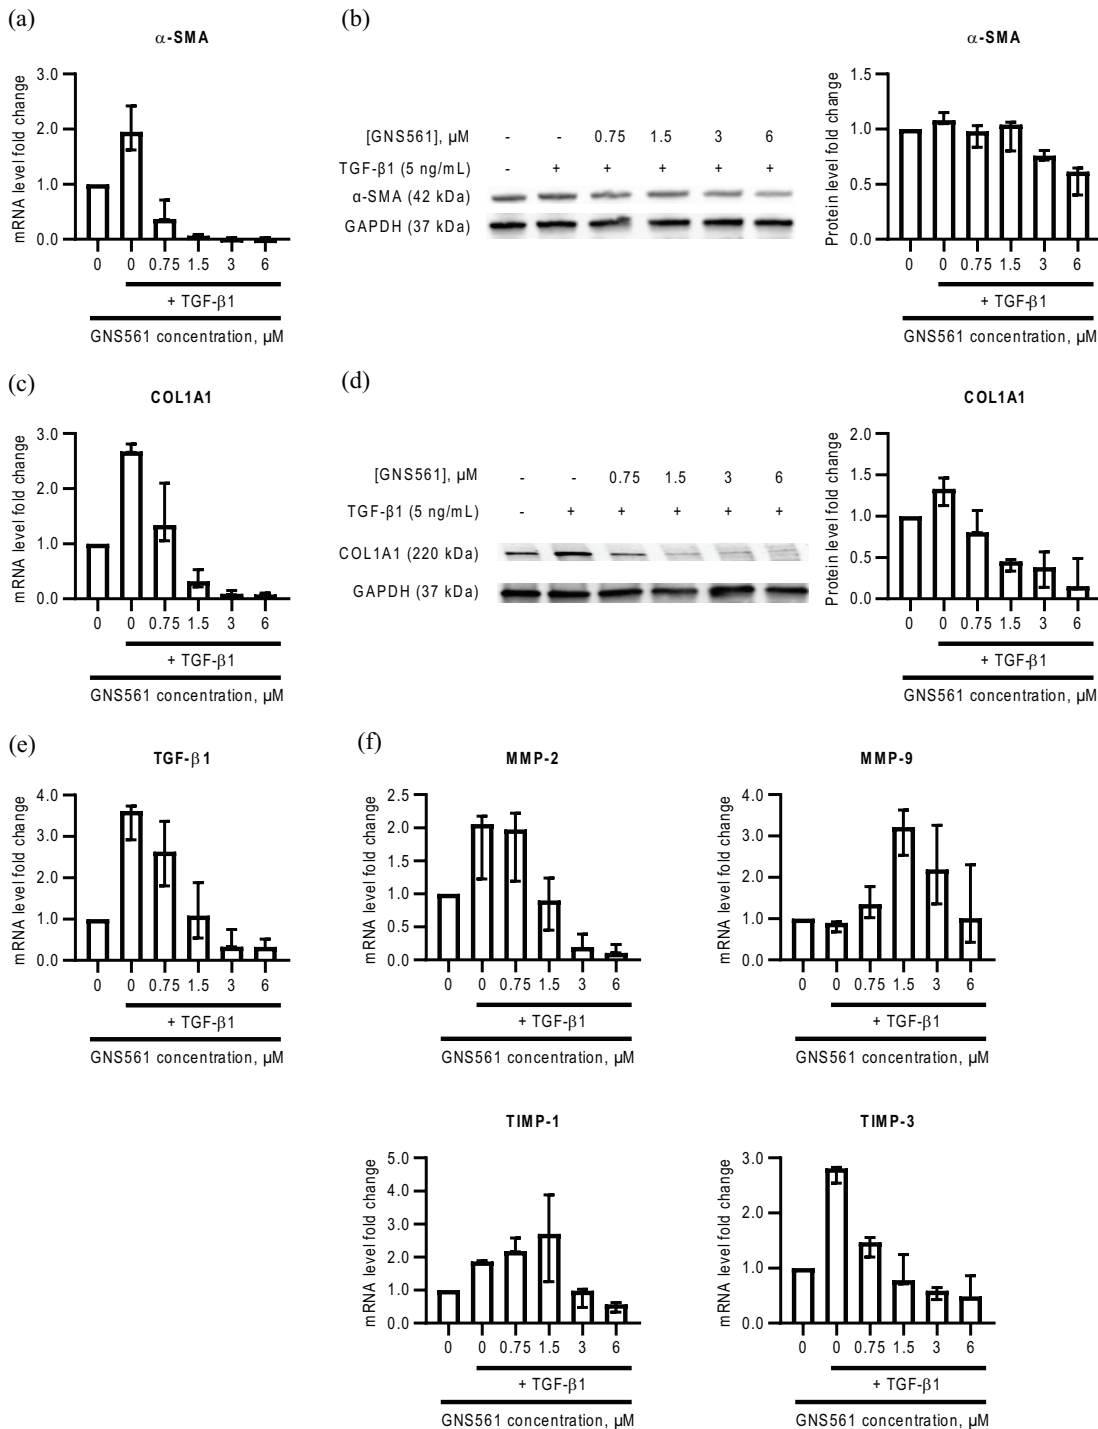 (a)
α-SMA
mRNA level fold change
3.0
2.0
1.0
0.0
0 0 0.75 1.5 3 6
+ TGF-β1
GNS561 concentration, µM
(b)
[GNS561], µM - - 0.75 1.5 3 6
TGF-β1 (5 ng/mL) - + + + + +
α-SMA (42 kDa)
GAPDH (37 kDa)
α-SMA
Protein level fold change
1.5
1.0
0.5
0.0
0 0 0.75 1.5 3 6
+ TGF-β1
GNS561 concentration, µM
(c)
COL1A1
mRNA level fold change
3.0
2.0
1.0
0.0
0 0 0.75 1.5 3 6
+ TGF-β1
GNS561 concentration, µM
(d)
[GNS561], µM - - 0.75 1.5 3 6
TGF-β1 (5 ng/mL) - + + + + +
COL1A1 (220 kDa)
GAPDH (37 kDa)
COL1A1
Protein level fold change
2.0
1.5
1.0
0.5
0.0
0 0 0.75 1.5 3 6
+ TGF-β1
GNS561 concentration, µM
(e)
TGF-β1
mRNA level fold change
4.0
3.0
2.0
1.0
0.0
0 0 0.75 1.5 3 6
+ TGF-β1
GNS561 concentration, µM
(f)
MMP-2
mRNA level fold change
2.5
2.0
1.5
1.0
0.5
0.0
0 0 0.75 1.5 3 6
+ TGF-β1
GNS561 concentration, µM
MMP-9
mRNA level fold change
4.0
3.0
2.0
1.0
0.0
0 0 0.75 1.5 3 6
+ TGF-β1
GNS561 concentration, µM
TIMP-1
mRNA level fold change
5.0
4.0
3.0
2.0
1.0
0.0
0 0 0.75 1.5 3 6
+ TGF-β1
GNS561 concentration, µM
TIMP-3
mRNA level fold change
3.0
2.0
1.0
0.0
0 0 0.75 1.5 3 6
+ TGF-β1
GNS561 concentration, µM